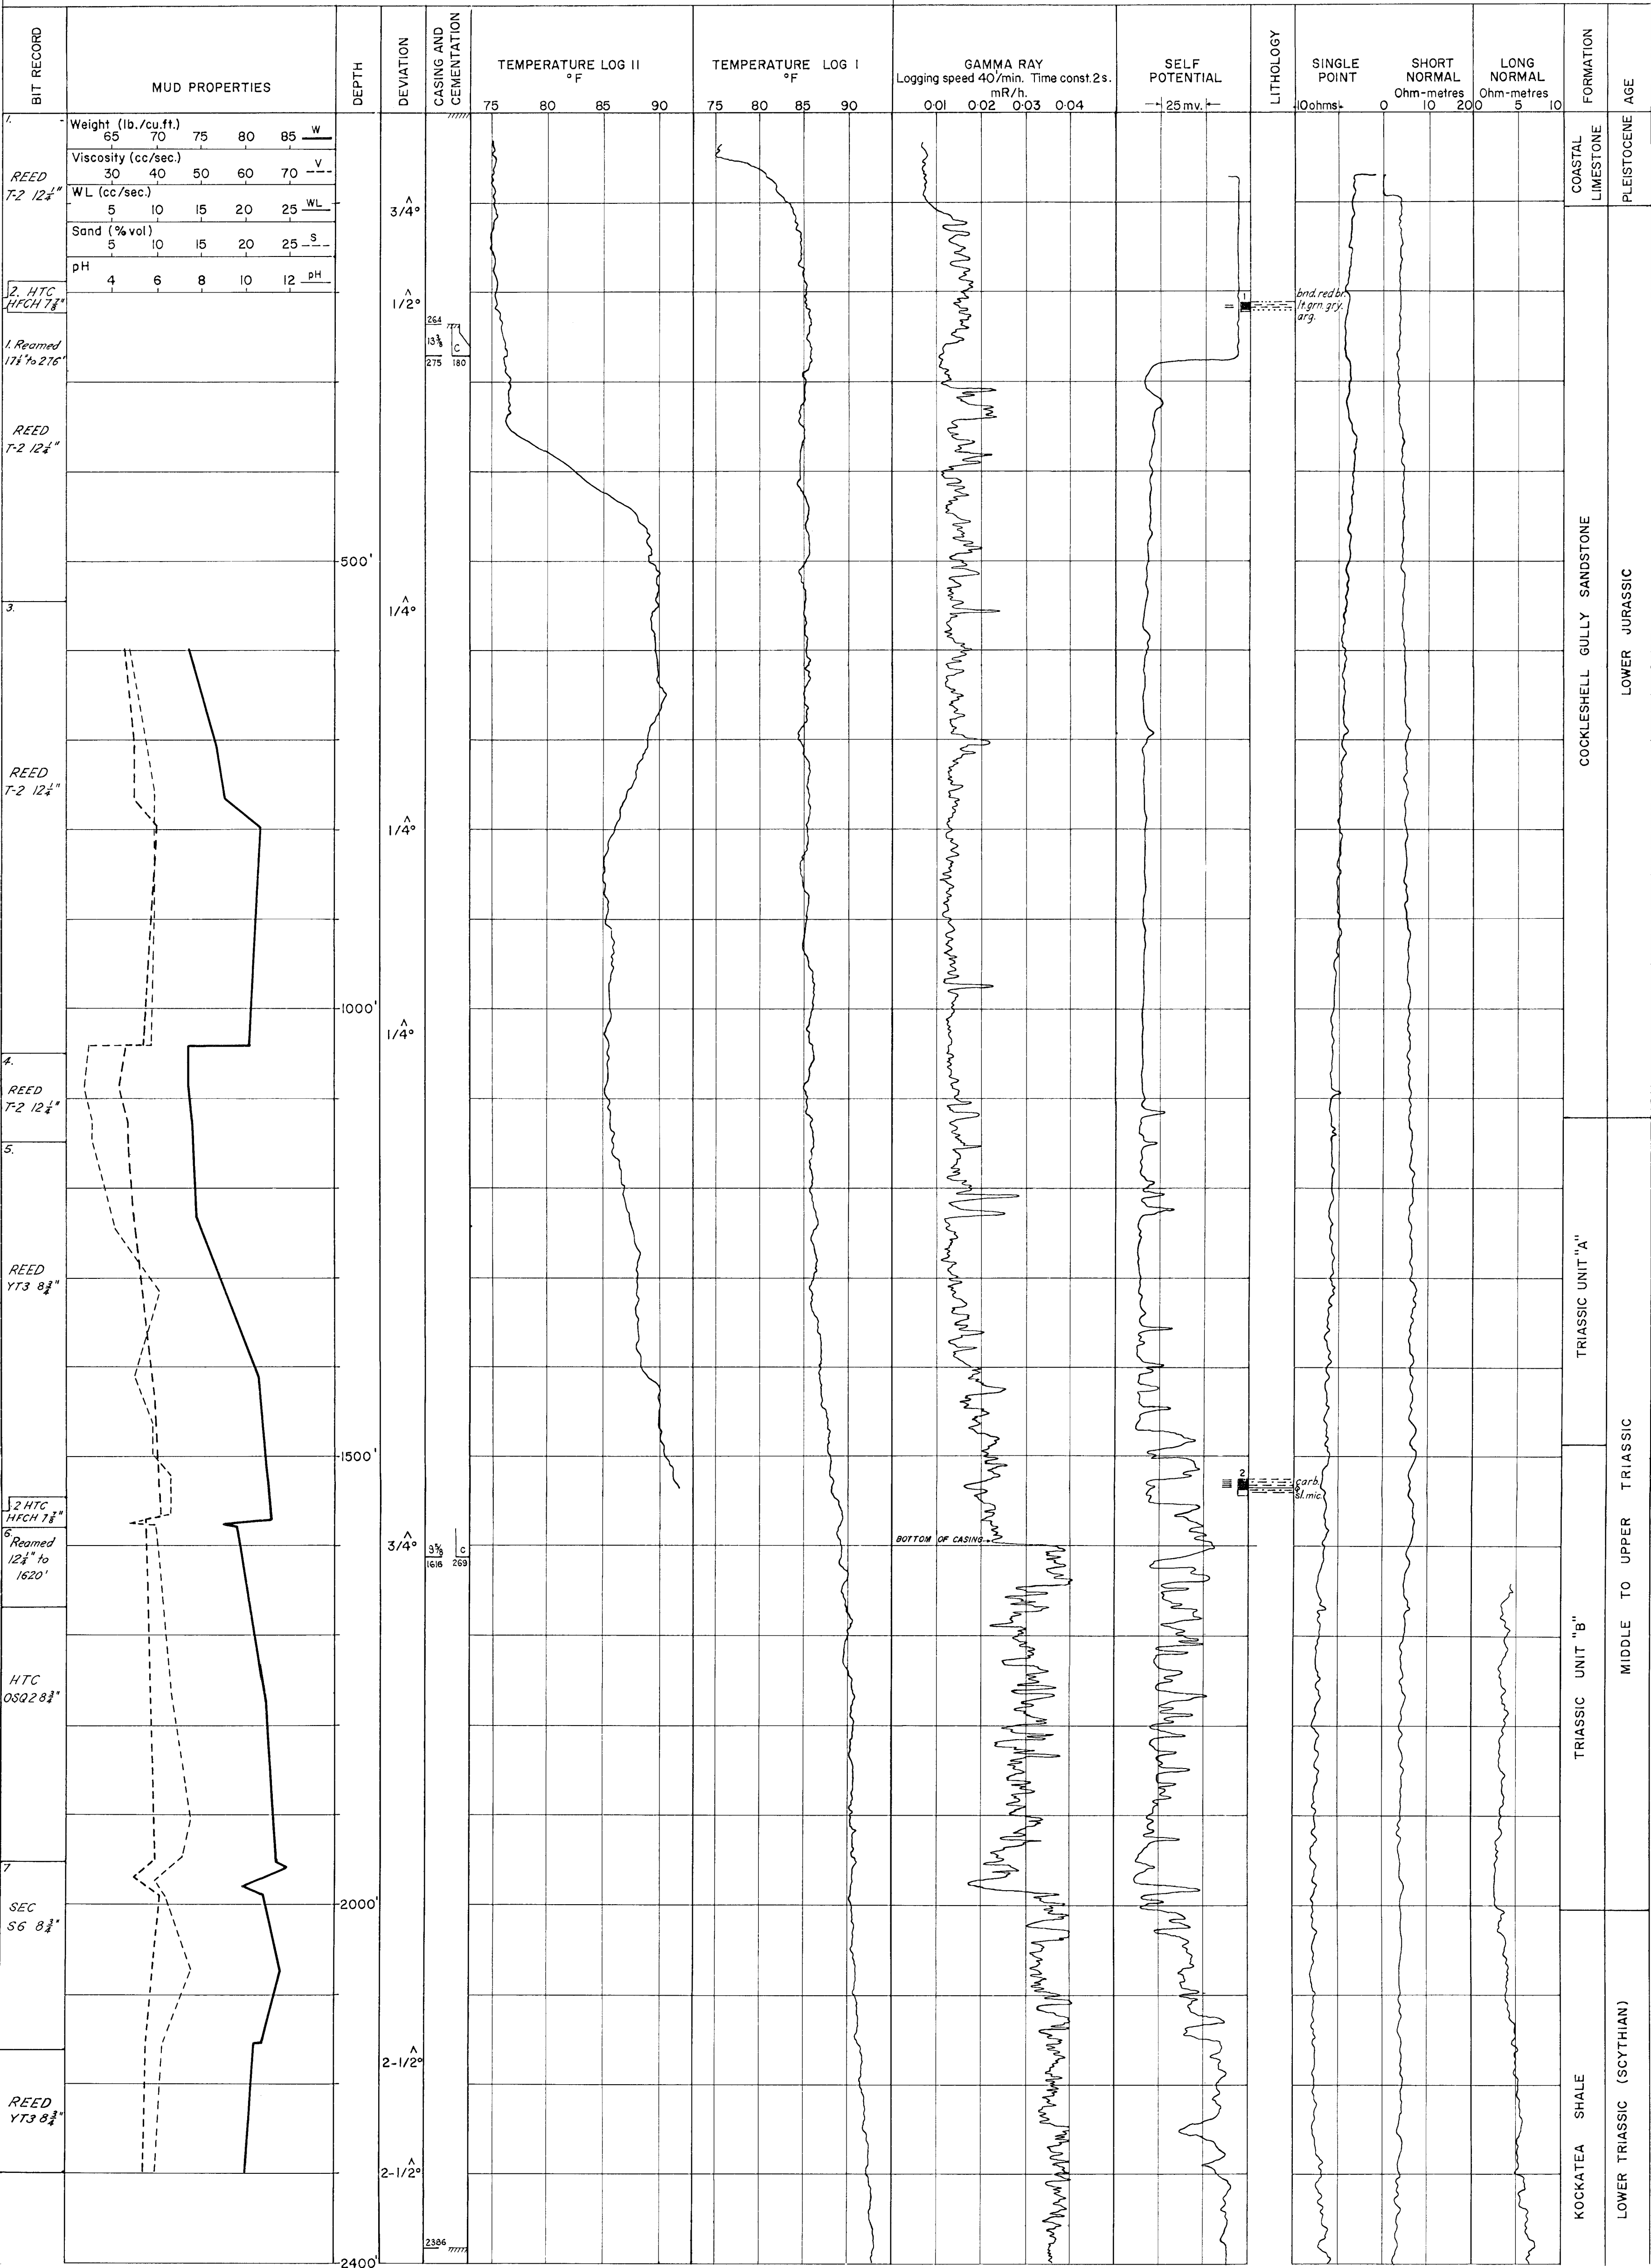 BIT RECORD
MUD PROPERTIES
DEPTH
DEVIATION
CASING AND
CEMENTATION
TEMPERATURE LOG II
°F
75 80 85 90
TEMPERATURE LOG I
°F
75 80 85 90
GAMMA RAY
Logging speed 40'/min. Time const. 2s.
mR/h.
0·01 0·02 0·03 0·04
SELF
POTENTIAL
25 mv.
LITHOLOGY
SINGLE
POINT
10 ohms
SHORT
NORMAL
Ohm-metres
0 10 20
LONG
NORMAL
Ohm-metres
0 5 10
FORMATION
AGE
Weight (lb./cu.ft.)
65 70 75 80 85 W
Viscosity (cc/sec.)
30 40 50 60 70 V
WL (cc/sec.)
5 10 15 20 25 WL
Sand (% vol)
5 10 15 20 25 S
pH
4 6 8 10 12 pH
1.
REED
T-2 12¼"
2. HTC
HFCH 7⅞"
1. Reamed
17½" to 276'
REED
T-2 12¼"
3.
REED
T-2 12¼"
4.
REED
T-2 12¼"
5.
REED
YT3 8¾"
2 HTC
HFCH 7⅞"
6.
Reamed
12¼" to
1620'
HTC
OSQ2 8¾"
7
SEC
S6 8¾"
REED
YT3 8¾"
500'
1000'
1500'
2000'
2400'
3/4°
1/2°
1/4°
1/4°
1/4°
3/4°
2-1/2°
2-1/2°
264
13⅜
275
C
180
9⅝
1616
C
269
2386
BOTTOM OF CASING
1
bnd. red br.
lt. grn. gry.
arg.
2
carb.
sl. mic.
COASTAL
LIMESTONE
COCKLESHELL GULLY SANDSTONE
TRIASSIC UNIT "A"
TRIASSIC UNIT "B"
KOCKATEA SHALE
PLEISTOCENE
LOWER JURASSIC
MIDDLE TO UPPER TRIASSIC
LOWER TRIASSIC (SCYTHIAN)